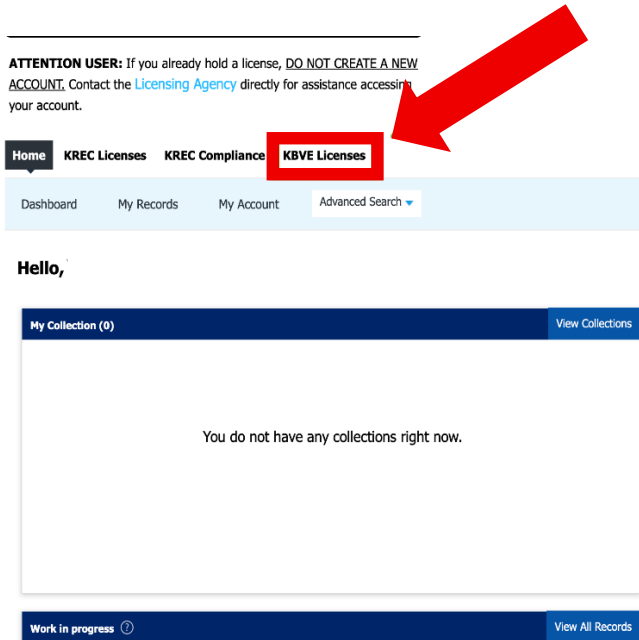 ATTENTION USER: If you already hold a license, DO NOT CREATE A NEW
ACCOUNT. Contact the Licensing Agency directly for assistance accessing
your account.
Home KREC Licenses KREC Compliance KBVE Licenses
Dashboard My Records My Account Advanced Search
Hello,
My Collection (0) View Collections
You do not have any collections right now.
Work in progress ? View All Records